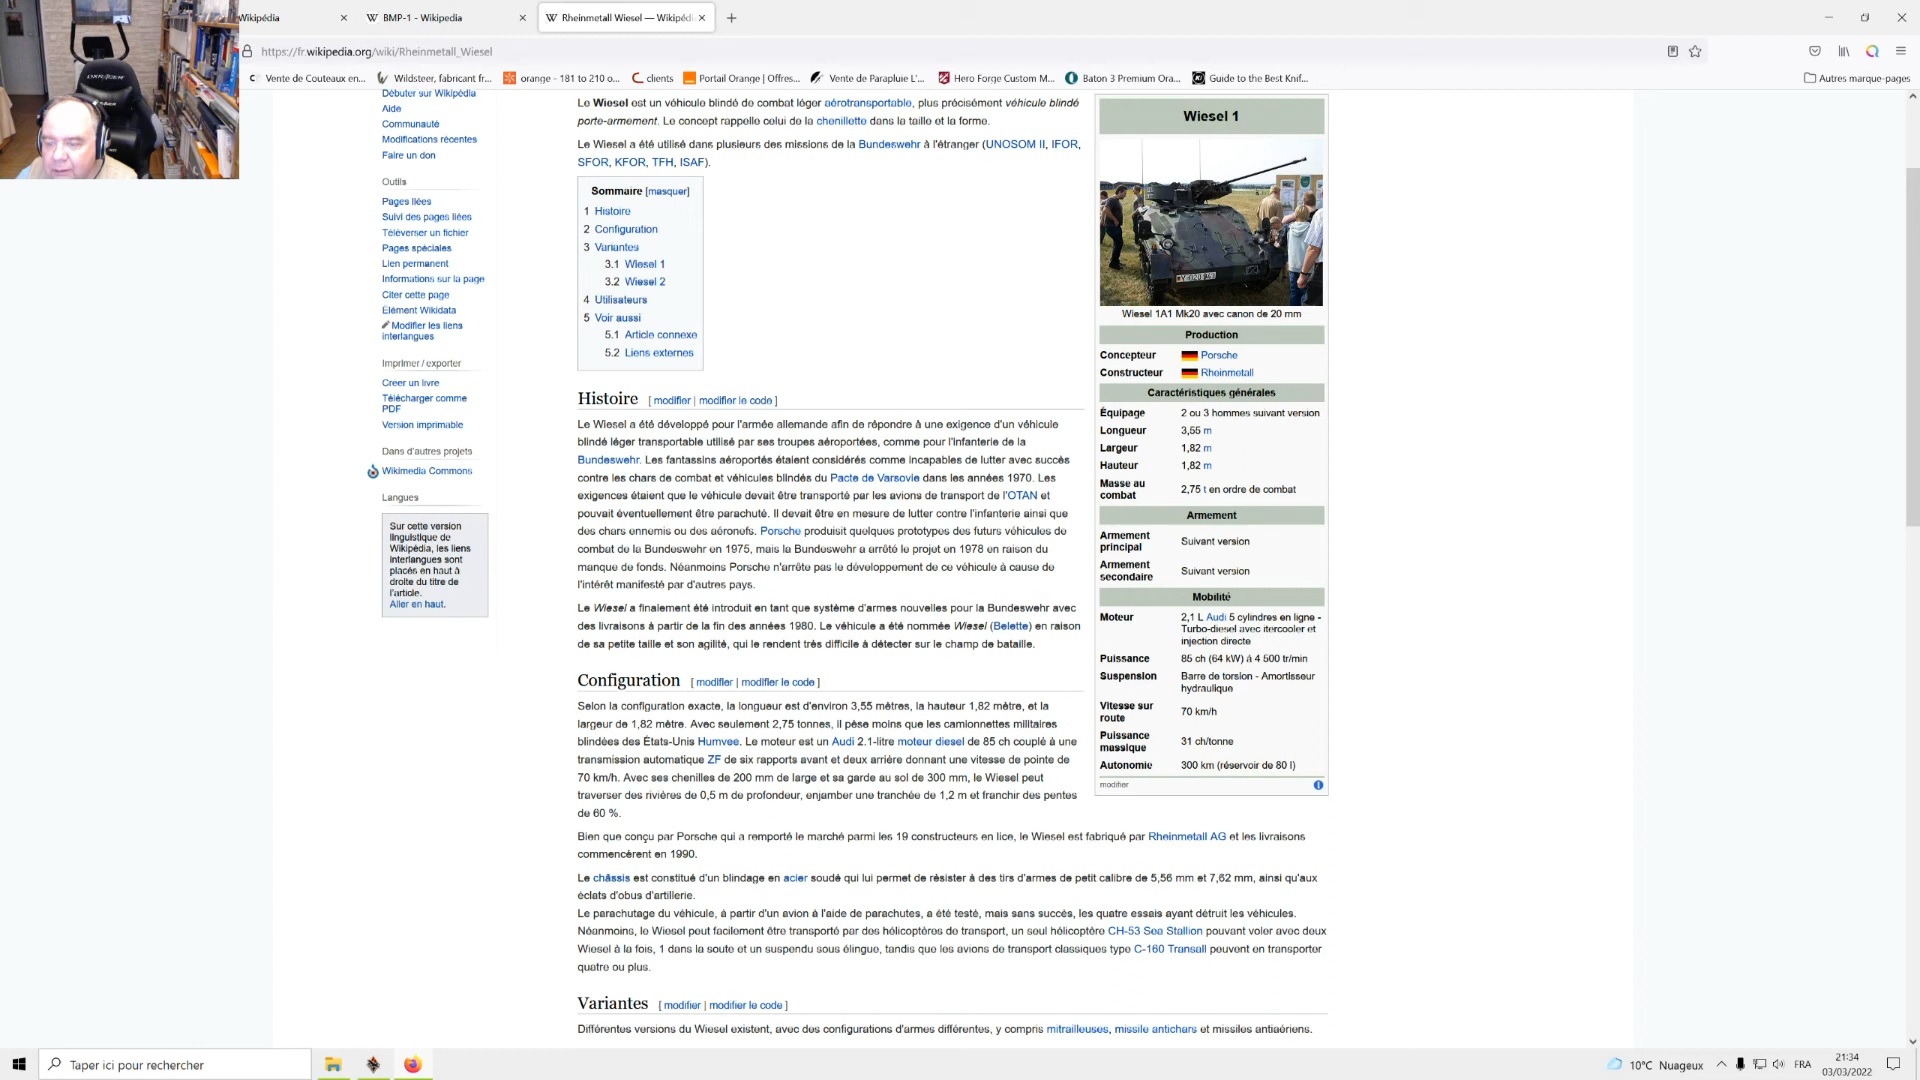 Wikipédia
BMP-1 - Wikipedia
Rheinmetall Wiesel — Wikipédi
https://fr.wikipedia.org/wiki/Rheinmetall_Wiesel
Vente de Couteaux en...
Wildsteer, fabricant fr...
orange - 181 to 210 o...
clients
Portail Orange | Offres...
Vente de Parapluie L'...
Hero Forge Custom M...
Baton 3 Premium Ora...
Guide to the Best Knif...
Autres marque-pages
Débuter sur Wikipédia
Aide
Communauté
Modifications récentes
Faire un don
Outils
Pages liées
Suivi des pages liées
Téléverser un fichier
Pages spéciales
Lien permanent
Informations sur la page
Citer cette page
Élément Wikidata
Modifier les liens
interlangues
Imprimer / exporter
Créer un livre
Télécharger comme
PDF
Version imprimable
Dans d'autres projets
Wikimedia Commons
Langues
Sur cette version
linguistique de
Wikipédia, les liens
interlangues sont
placés en haut à
droite du titre de
l'article.
Aller en haut.
Le Wiesel est un véhicule blindé de combat léger aérotransportable, plus précisément véhicule blindé
porte-armement. Le concept rappelle celui de la chenillette dans la taille et la forme.
Le Wiesel a été utilisé dans plusieurs des missions de la Bundeswehr à l'étranger (UNOSOM II, IFOR,
SFOR, KFOR, TFH, ISAF).
Sommaire [masquer]
1 Histoire
2 Configuration
3 Variantes
3.1 Wiesel 1
3.2 Wiesel 2
4 Utilisateurs
5 Voir aussi
5.1 Article connexe
5.2 Liens externes
Histoire [ modifier | modifier le code ]
Le Wiesel a été développé pour l'armée allemande afin de répondre à une exigence d'un véhicule
blindé léger transportable utilisé par ses troupes aéroportées, comme pour l'infanterie de la
Bundeswehr. Les fantassins aéroportés étaient considérés comme incapables de lutter avec succès
contre les chars de combat et véhicules blindés du Pacte de Varsovie dans les années 1970. Les
exigences étaient que le véhicule devait être transporté par les avions de transport de l'OTAN et
pouvait éventuellement être parachuté. Il devait être en mesure de lutter contre l'infanterie ainsi que
des chars ennemis ou des aéronefs. Porsche produisit quelques prototypes des futurs véhicules de
combat de la Bundeswehr en 1975, mais la Bundeswehr a arrêté le projet en 1978 en raison du
manque de fonds. Néanmoins Porsche n'arrête pas le développement de ce véhicule à cause de
l'intérêt manifesté par d'autres pays.
Le Wiesel a finalement été introduit en tant que système d'armes nouvelles pour la Bundeswehr avec
des livraisons à partir de la fin des années 1980. Le véhicule a été nommée Wiesel (Belette) en raison
de sa petite taille et son agilité, qui le rendent très difficile à détecter sur le champ de bataille.
Configuration [ modifier | modifier le code ]
Selon la configuration exacte, la longueur est d'environ 3,55 mètres, la hauteur 1,82 mètre, et la
largeur de 1,82 mètre. Avec seulement 2,75 tonnes, il pèse moins que les camionnettes militaires
blindées des États-Unis Humvee. Le moteur est un Audi 2.1-litre moteur diesel de 85 ch couplé à une
transmission automatique ZF de six rapports avant et deux arrière donnant une vitesse de pointe de
70 km/h. Avec ses chenilles de 200 mm de large et sa garde au sol de 300 mm, le Wiesel peut
traverser des rivières de 0,5 m de profondeur, enjamber une tranchée de 1,2 m et franchir des pentes
de 60 %.
Bien que conçu par Porsche qui a remporté le marché parmi les 19 constructeurs en lice, le Wiesel est fabriqué par Rheinmetall AG et les livraisons
commencèrent en 1990.
Le châssis est constitué d'un blindage en acier soudé qui lui permet de résister à des tirs d'armes de petit calibre de 5,56 mm et 7,62 mm, ainsi qu'aux
éclats d'obus d'artillerie.
Le parachutage du véhicule, à partir d'un avion à l'aide de parachutes, a été testé, mais sans succès, les quatre essais ayant détruit les véhicules.
Néanmoins, le Wiesel peut facilement être transporté par des hélicoptères de transport, un seul hélicoptère CH-53 Sea Stallion pouvant voler avec deux
Wiesel à la fois, 1 dans la soute et un suspendu sous élingue, tandis que les avions de transport classiques type C-160 Transall peuvent en transporter
quatre ou plus.
Variantes [ modifier | modifier le code ]
Différentes versions du Wiesel existent, avec des configurations d'armes différentes, y compris mitrailleuses, missile antichars et missiles antiaériens.
Wiesel 1
Wiesel 1A1 Mk20 avec canon de 20 mm
Production
Concepteur Porsche
Constructeur Rheinmetall
Caractéristiques générales
Équipage 2 ou 3 hommes suivant version
Longueur 3,55 m
Largeur 1,82 m
Hauteur 1,82 m
Masse au
combat 2,75 t en ordre de combat
Armement
Armement
principal Suivant version
Armement
secondaire Suivant version
Mobilité
Moteur 2,1 L Audi 5 cylindres en ligne -
Turbo-diesel avec itercooler et
injection directe
Puissance 85 ch (64 kW) à 4 500 tr/min
Suspension Barre de torsion - Amortisseur
hydraulique
Vitesse sur
route 70 km/h
Puissance
massique 31 ch/tonne
Autonomie 300 km (réservoir de 80 l)
modifier
Taper ici pour rechercher
10°C Nuageux
FRA
21:34
03/03/2022